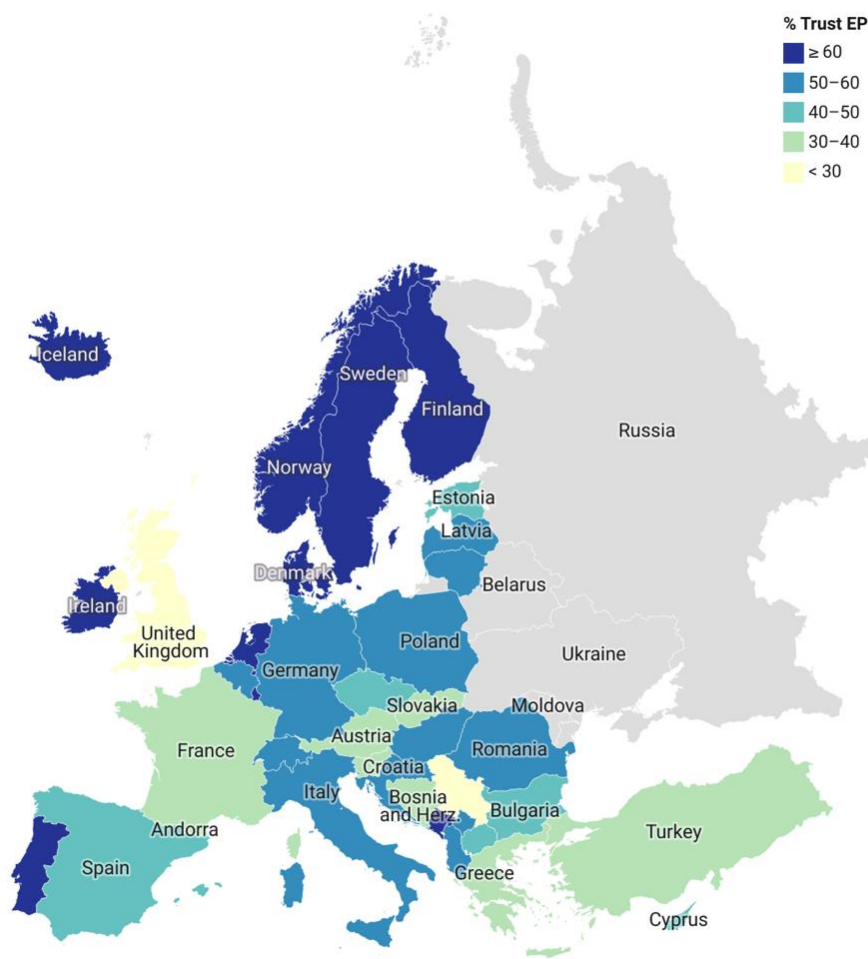 % Trust EP
≥ 60
50–60
40–50
30–40
< 30
Iceland
Sweden
Finland
Norway
Russia
Estonia
Latvia
Denmark
Belarus
Ireland
United
Kingdom
Poland
Ukraine
Germany
Slovakia
Moldova
Austria
France
Romania
Croatia
Italy
Bosnia
and Herz.
Bulgaria
Andorra
Turkey
Spain
Greece
Cyprus